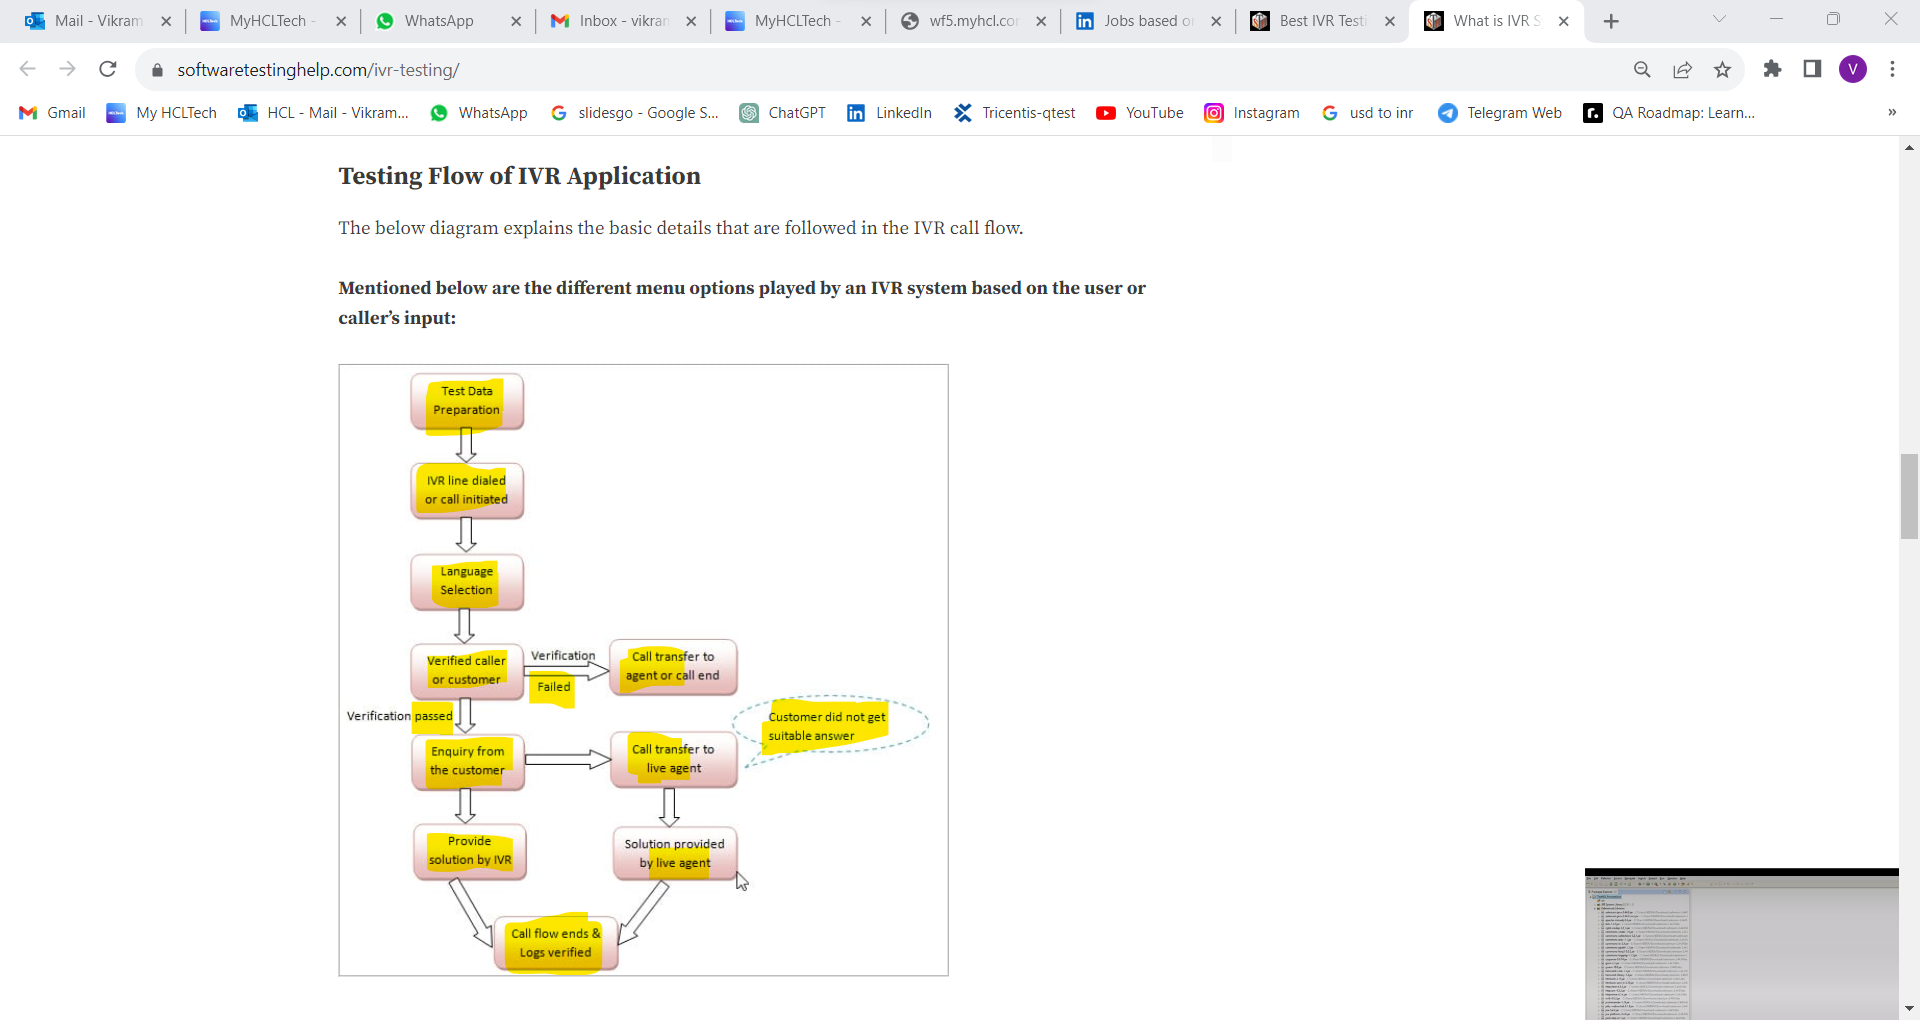 Mail - Vikram
MyHCLTech -
WhatsApp
Inbox - vikran
MyHCLTech -
wf5.myhcl.co
Jobs based o
Best IVR Testi
What is IVR S
softwaretestinghelp.com/ivr-testing/
V
Gmail
My HCLTech
HCL - Mail - Vikram...
WhatsApp
slidesgo - Google S...
ChatGPT
LinkedIn
Tricentis-qtest
YouTube
Instagram
usd to inr
Telegram Web
QA Roadmap: Learn...
»
Testing Flow of IVR Application
The below diagram explains the basic details that are followed in the IVR call flow.
Mentioned below are the different menu options played by an IVR system based on the user or
caller’s input:
Test Data
Preparation
IVR line dialed
or call initiated
Language
Selection
Verified caller
or customer
Verification
Failed
Call transfer to
agent or call end
Verification passed
Customer did not get
suitable answer
Enquiry from
the customer
Call transfer to
live agent
Provide
solution by IVR
Solution provided
by live agent
Call flow ends &
Logs verified